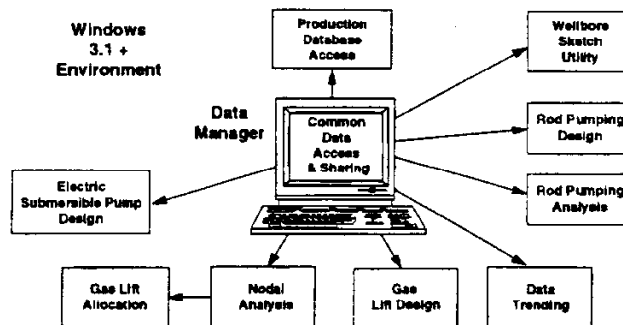 Windows
3.1 +
Environment
Production
Database
Access
Wellbore
Sketch
Utility
Data
Manager
Common
Data
Access
& Sharing
Rod Pumping
Design
Electric
Submersible Pump
Design
Rod Pumping
Analysis
Gas Lift
Allocation
Nodal
Analysis
Gas
Lift Design
Data
Trending